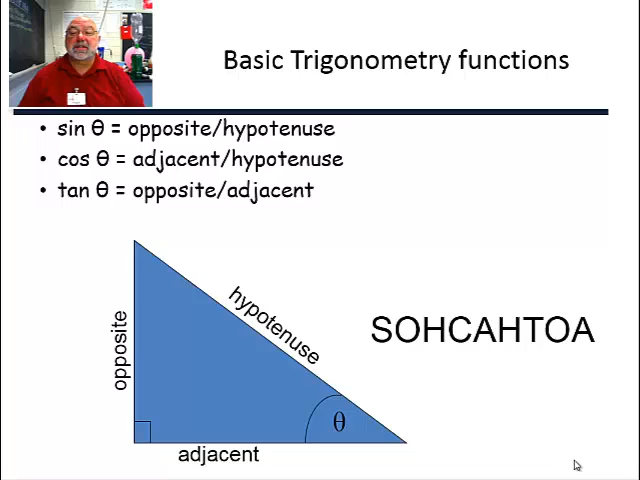 Basic Trigonometry functions
• sin θ = opposite/hypotenuse
• cos θ = adjacent/hypotenuse
• tan θ = opposite/adjacent
hypotenuse
opposite
SOHCAHTOA
θ
adjacent